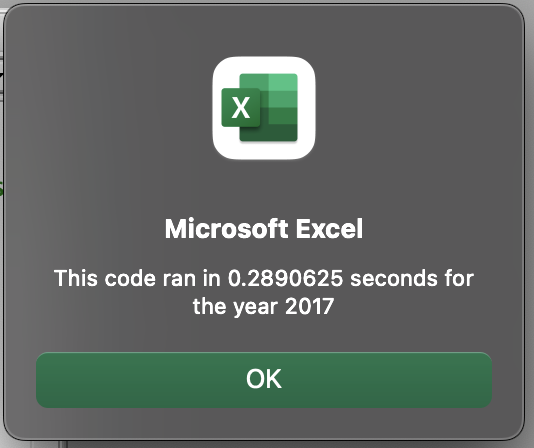 X
Microsoft Excel
This code ran in 0.2890625 seconds for
the year 2017
OK